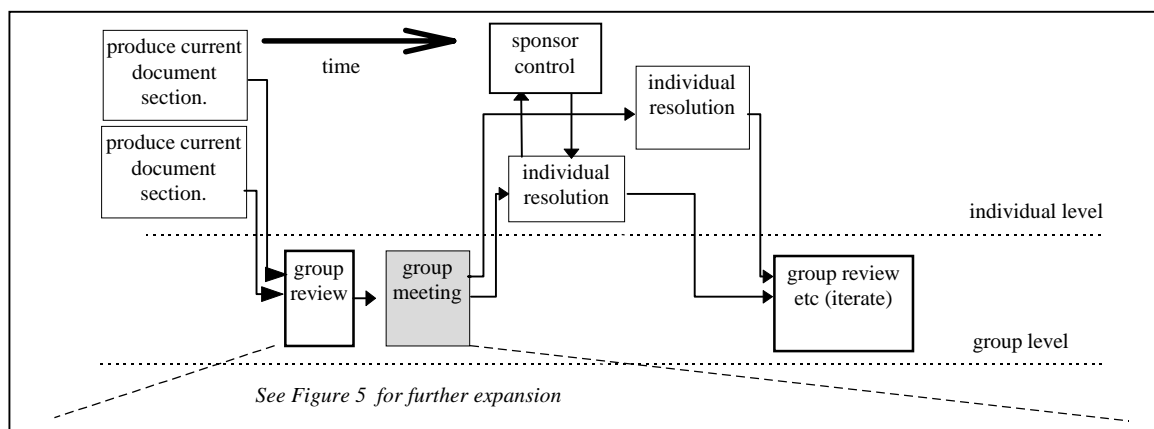 produce current
document
section.
time
sponsor
control
individual
resolution
produce current
document
section.
individual
resolution
individual level
group
review
group
meeting
group review
etc (iterate)
group level
See Figure 5 for further expansion